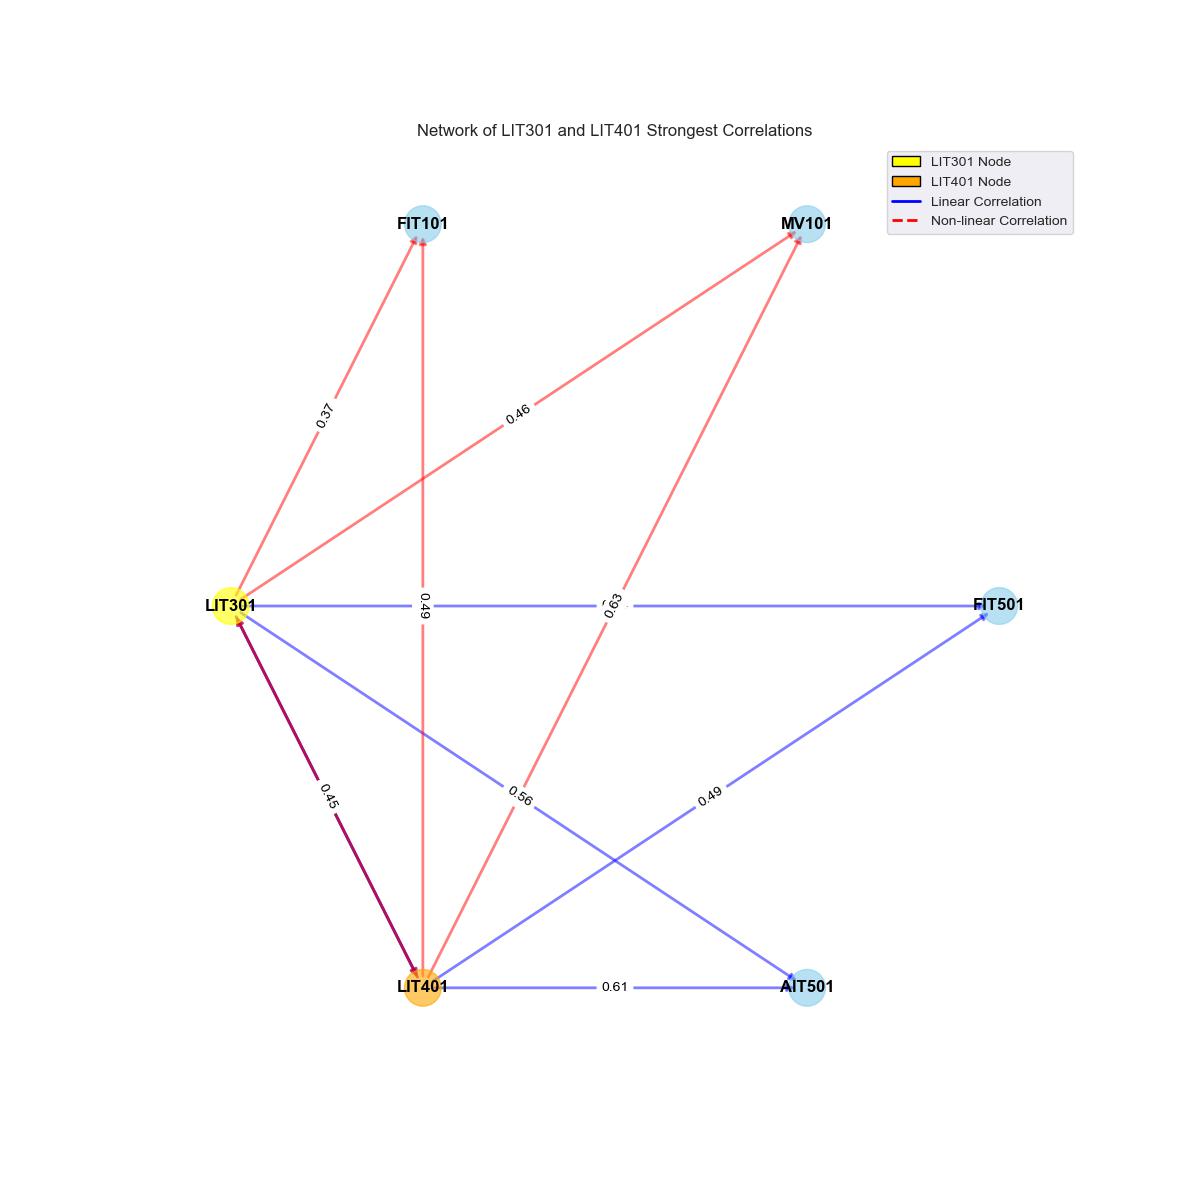 Network of LIT301 and LIT401 Strongest Correlations
LIT301 Node
LIT401 Node
Linear Correlation
Non-linear Correlation
FIT101
MV101
0.37
0.46
LIT301
0.49
0.63
FIT501
0.45
0.56
0.49
LIT401
0.61
AIT501